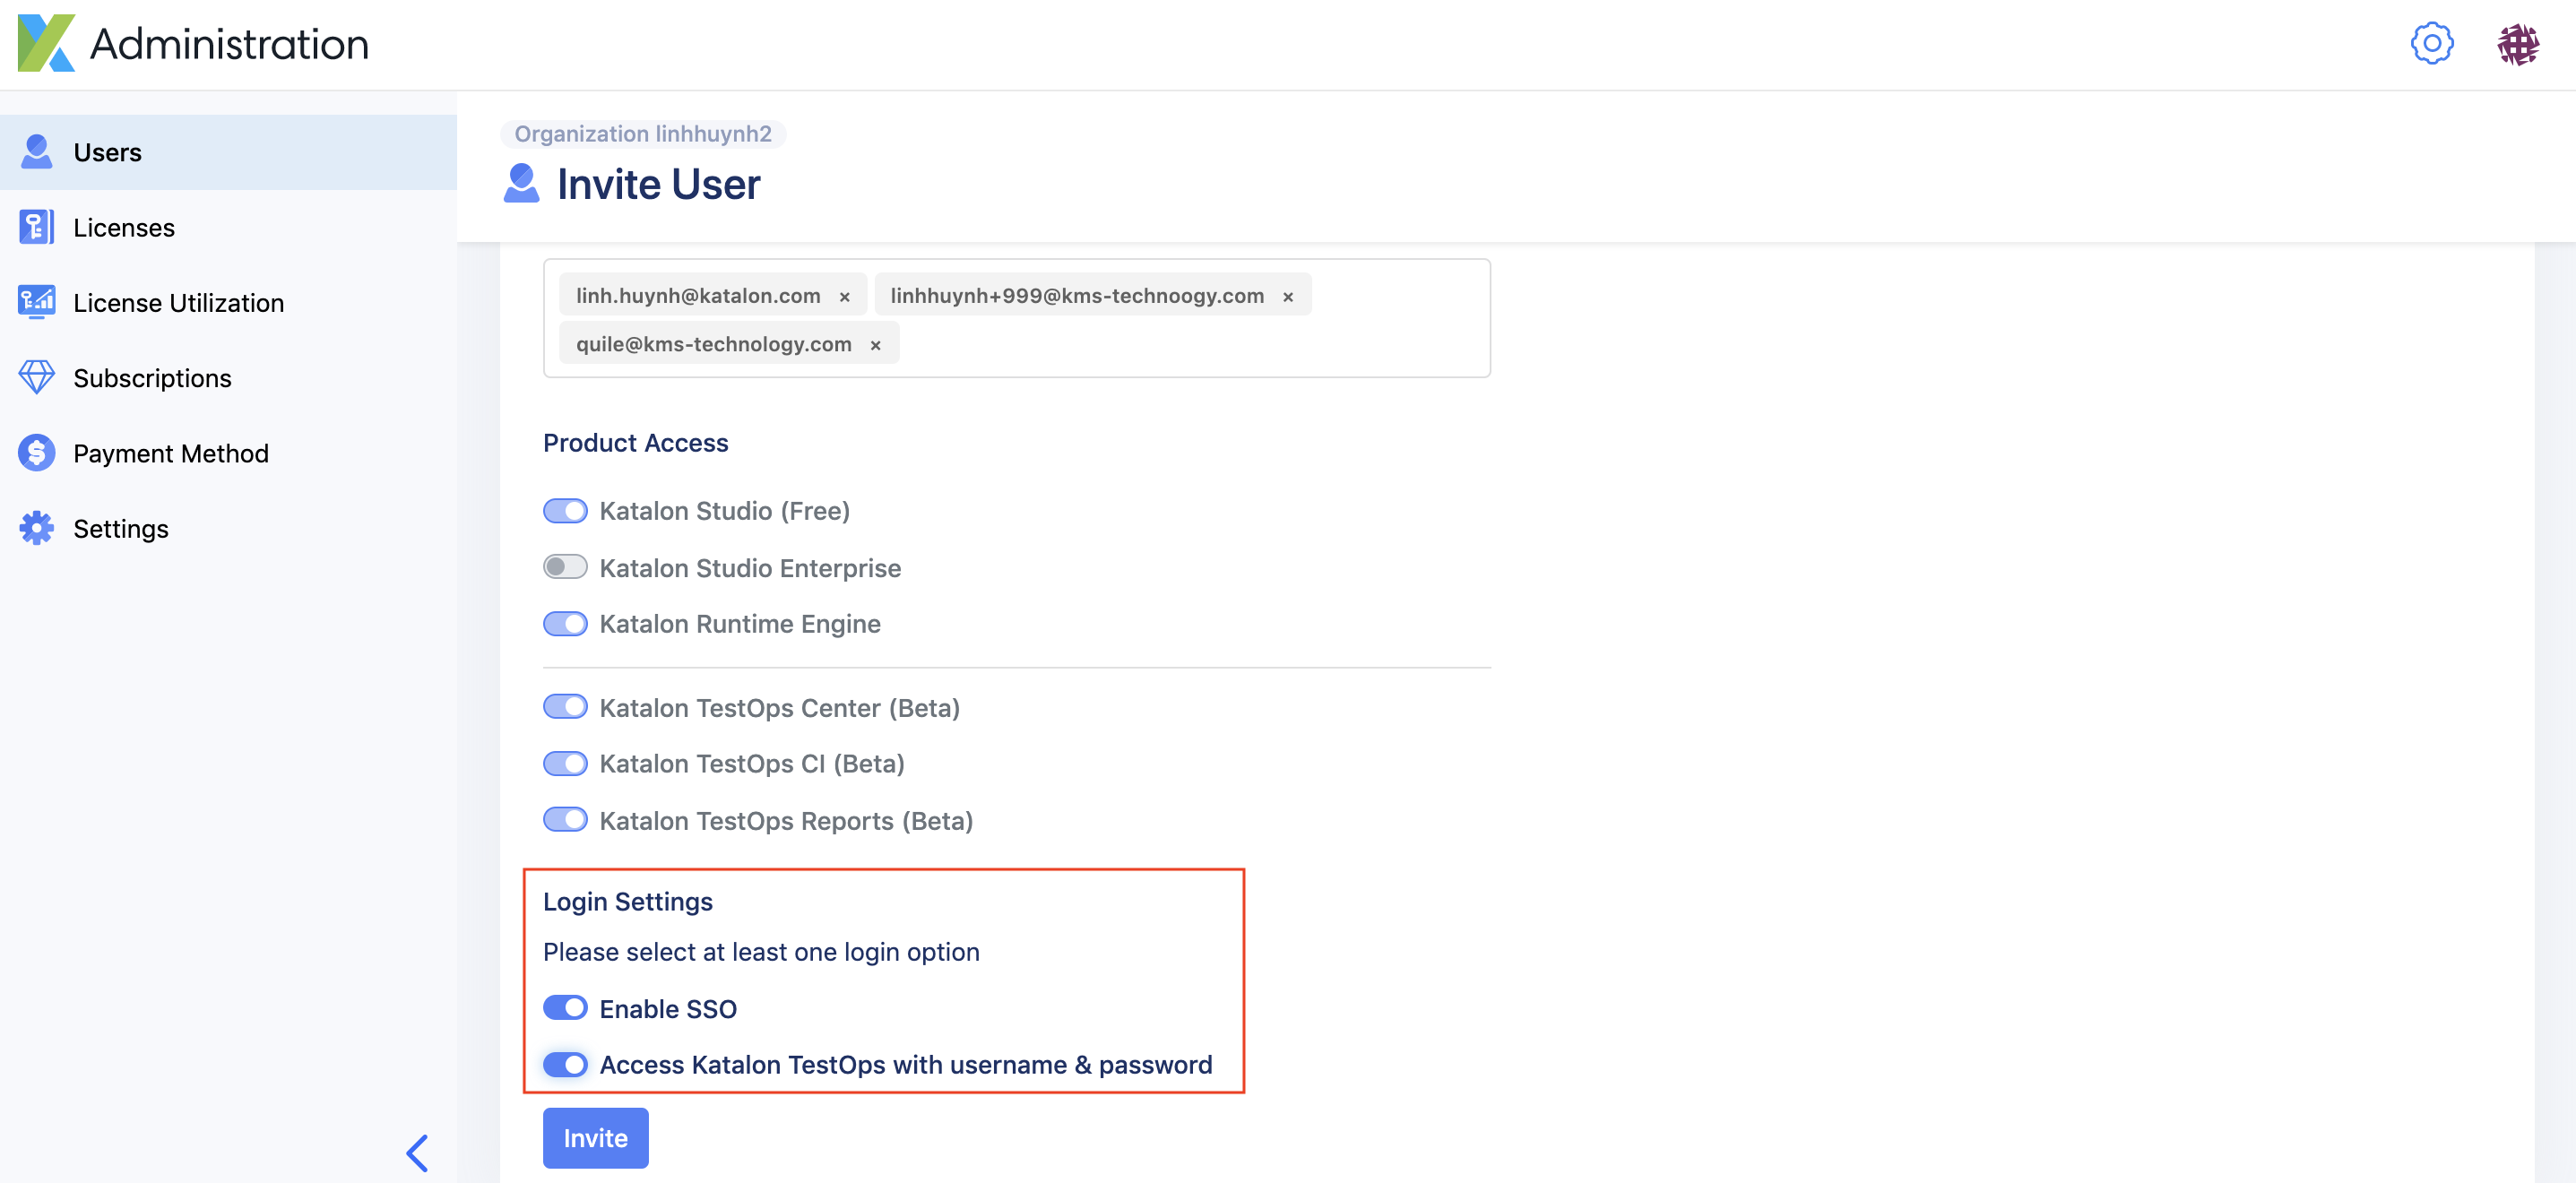 Administration
Users
Licenses
License Utilization
Subscriptions
Payment Method
Settings
Organization linhhuynh2
Invite User
linh.huynh@katalon.com × linhhuynh+999@kms-technoogy.com ×
quile@kms-technology.com ×
Product Access
Katalon Studio (Free)
Katalon Studio Enterprise
Katalon Runtime Engine
Katalon TestOps Center (Beta)
Katalon TestOps CI (Beta)
Katalon TestOps Reports (Beta)
Login Settings
Please select at least one login option
Enable SSO
Access Katalon TestOps with username & password
Invite